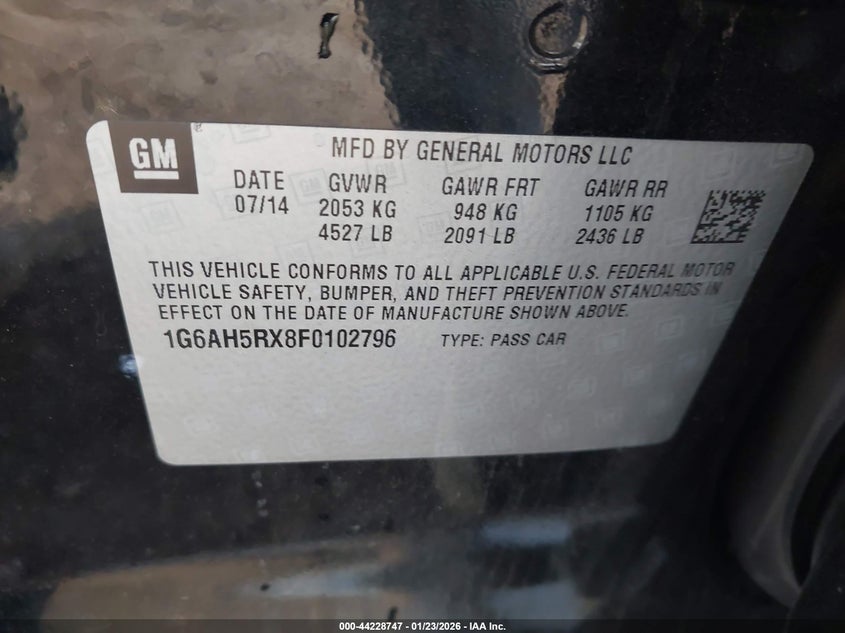 GM
MFD BY GENERAL MOTORS LLC
DATE GVWR GAWR FRT GAWR RR
07/14 2053 KG 948 KG 1105 KG
4527 LB 2091 LB 2436 LB
THIS VEHICLE CONFORMS TO ALL APPLICABLE U.S. FEDERAL MOTOR
VEHICLE SAFETY, BUMPER, AND THEFT PREVENTION STANDARDS IN
EFFECT ON THE DATE OF MANUFACTURE SHOWN ABOVE.
1G6AH5RX8F0102796 TYPE: PASS CAR
000-44228747 - 01/23/2026 - IAA Inc.